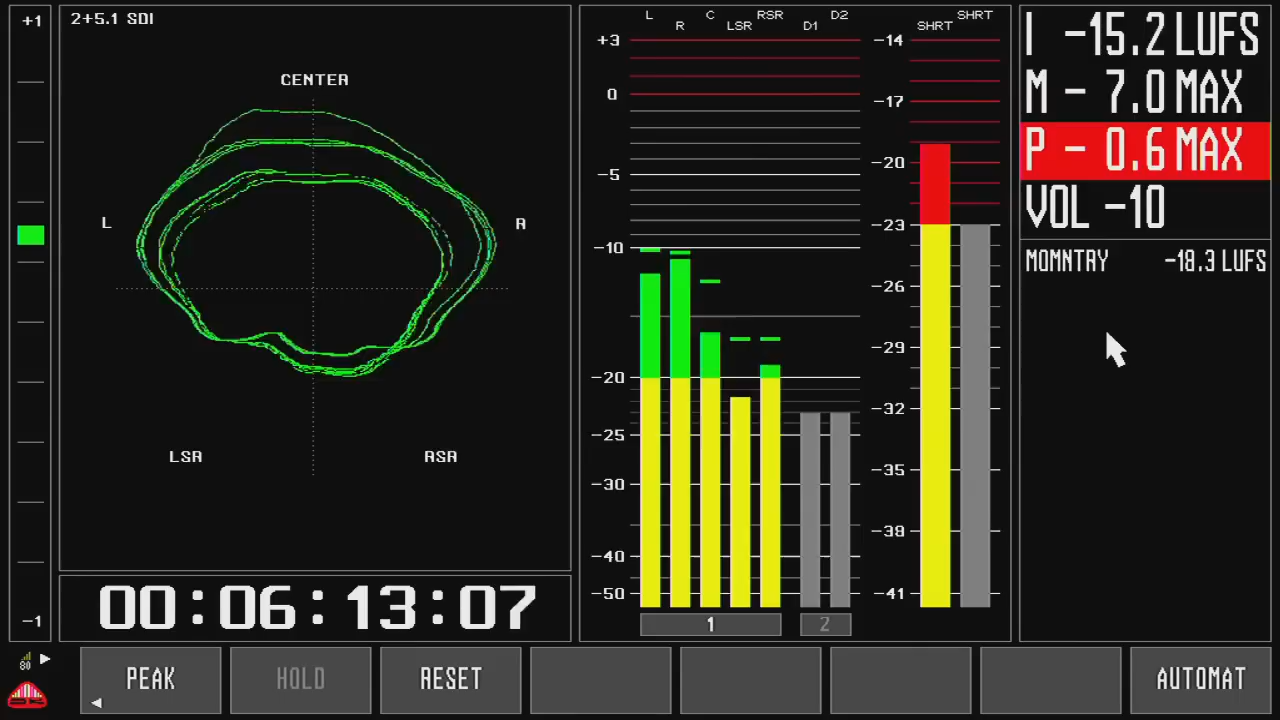 +1
2+5.1 SDI
CENTER
L
R
LSR
RSR
-1
00:06:13:07
L R C LSR RSR D1 D2
+3
0
-5
-10
-20
-25
-30
-40
-50
1 2
SHRT SHRT
-14
-17
-20
-23
-26
-29
-32
-35
-38
-41
I -15.2 LUFS
M - 7.0 MAX
P - 0.6 MAX
VOL -10
MOMNTRY -18.3 LUFS
80
PEAK HOLD RESET AUTOMAT